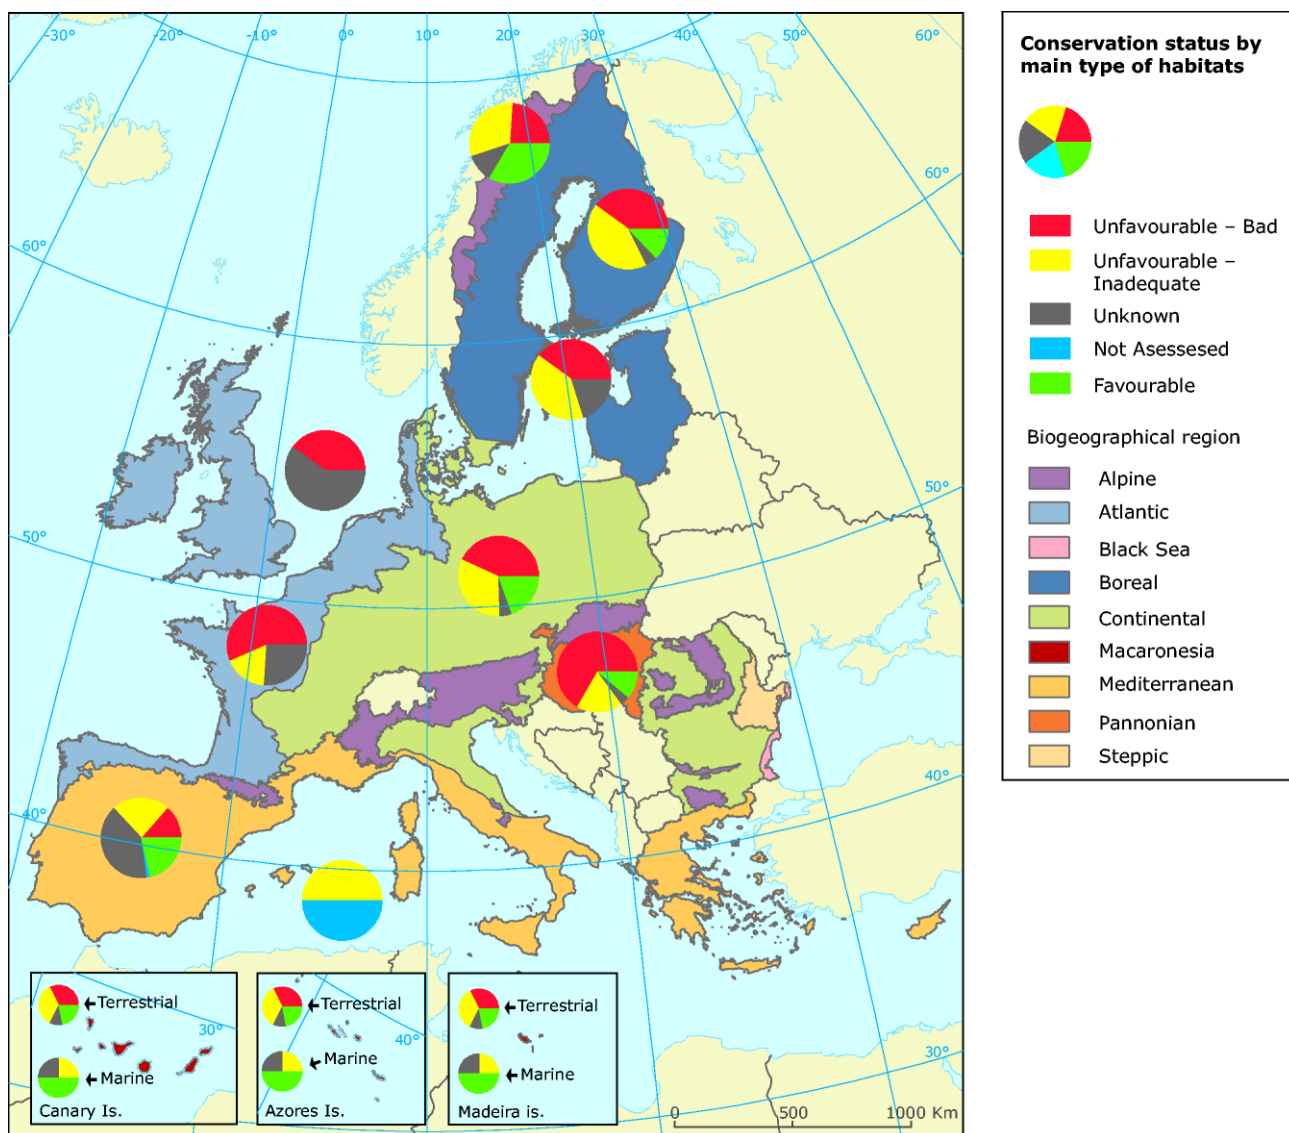 -30°
-20°
-10°
0°
10°
20°
30°
40°
50°
60°
60°
60°
50°
50°
40°
40°
30°
Conservation status by
main type of habitats
Unfavourable – Bad
Unfavourable –
Inadequate
Unknown
Not Asessesed
Favourable
Biogeographical region
Alpine
Atlantic
Black Sea
Boreal
Continental
Macaronesia
Mediterranean
Pannonian
Steppic
Terrestrial
30°
Marine
Canary Is.
Terrestrial
40°
Marine
Azores Is.
Terrestrial
Marine
Madeira is.
0 500 1000 Km